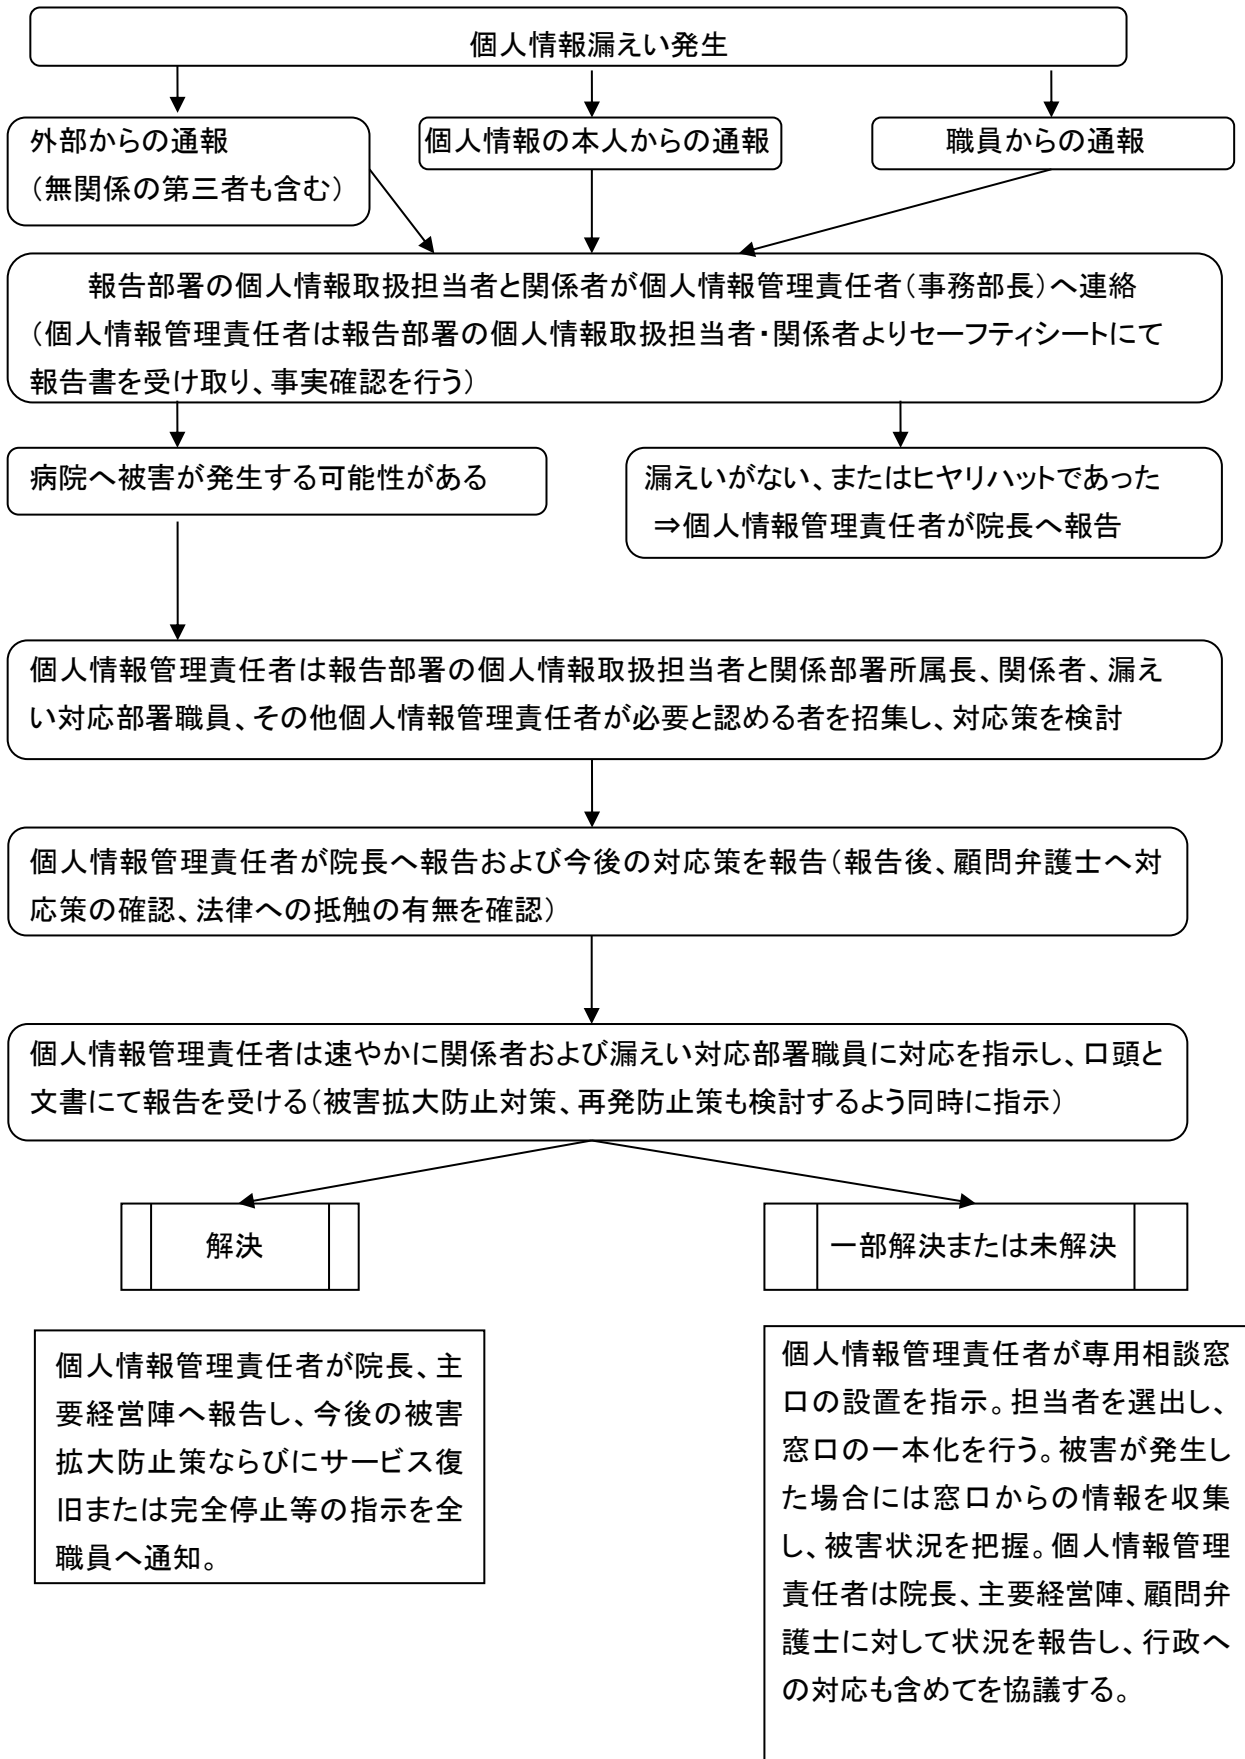 個人情報漏えい発生
外部からの通報
(無関係の第三者も含む)
個人情報の本人からの通報
職員からの通報
報告部署の個人情報取扱担当者と関係者が個人情報管理責任者(事務部長)へ連絡
(個人情報管理責任者は報告部署の個人情報取扱担当者・関係者よりセーフティシートにて
報告書を受け取り、事実確認を行う)
病院へ被害が発生する可能性がある
漏えいがない、またはヒヤリハットであった
⇒個人情報管理責任者が院長へ報告
個人情報管理責任者は報告部署の個人情報取扱担当者と関係部署所属長、関係者、漏え
い対応部署職員、その他個人情報管理責任者が必要と認める者を招集し、対応策を検討
個人情報管理責任者が院長へ報告および今後の対応策を報告(報告後、顧問弁護士へ対
応策の確認、法律への抵触の有無を確認)
個人情報管理責任者は速やかに関係者および漏えい対応部署職員に対応を指示し、口頭と
文書にて報告を受ける(被害拡大防止対策、再発防止策も検討するよう同時に指示)
解決
一部解決または未解決
個人情報管理責任者が院長、主
要経営陣へ報告し、今後の被害
拡大防止策ならびにサービス復
旧または完全停止等の指示を全
職員へ通知。
個人情報管理責任者が専用相談窓
口の設置を指示。担当者を選出し、
窓口の一本化を行う。被害が発生し
た場合には窓口からの情報を収集
し、被害状況を把握。個人情報管理
責任者は院長、主要経営陣、顧問弁
護士に対して状況を報告し、行政へ
の対応も含めてを協議する。